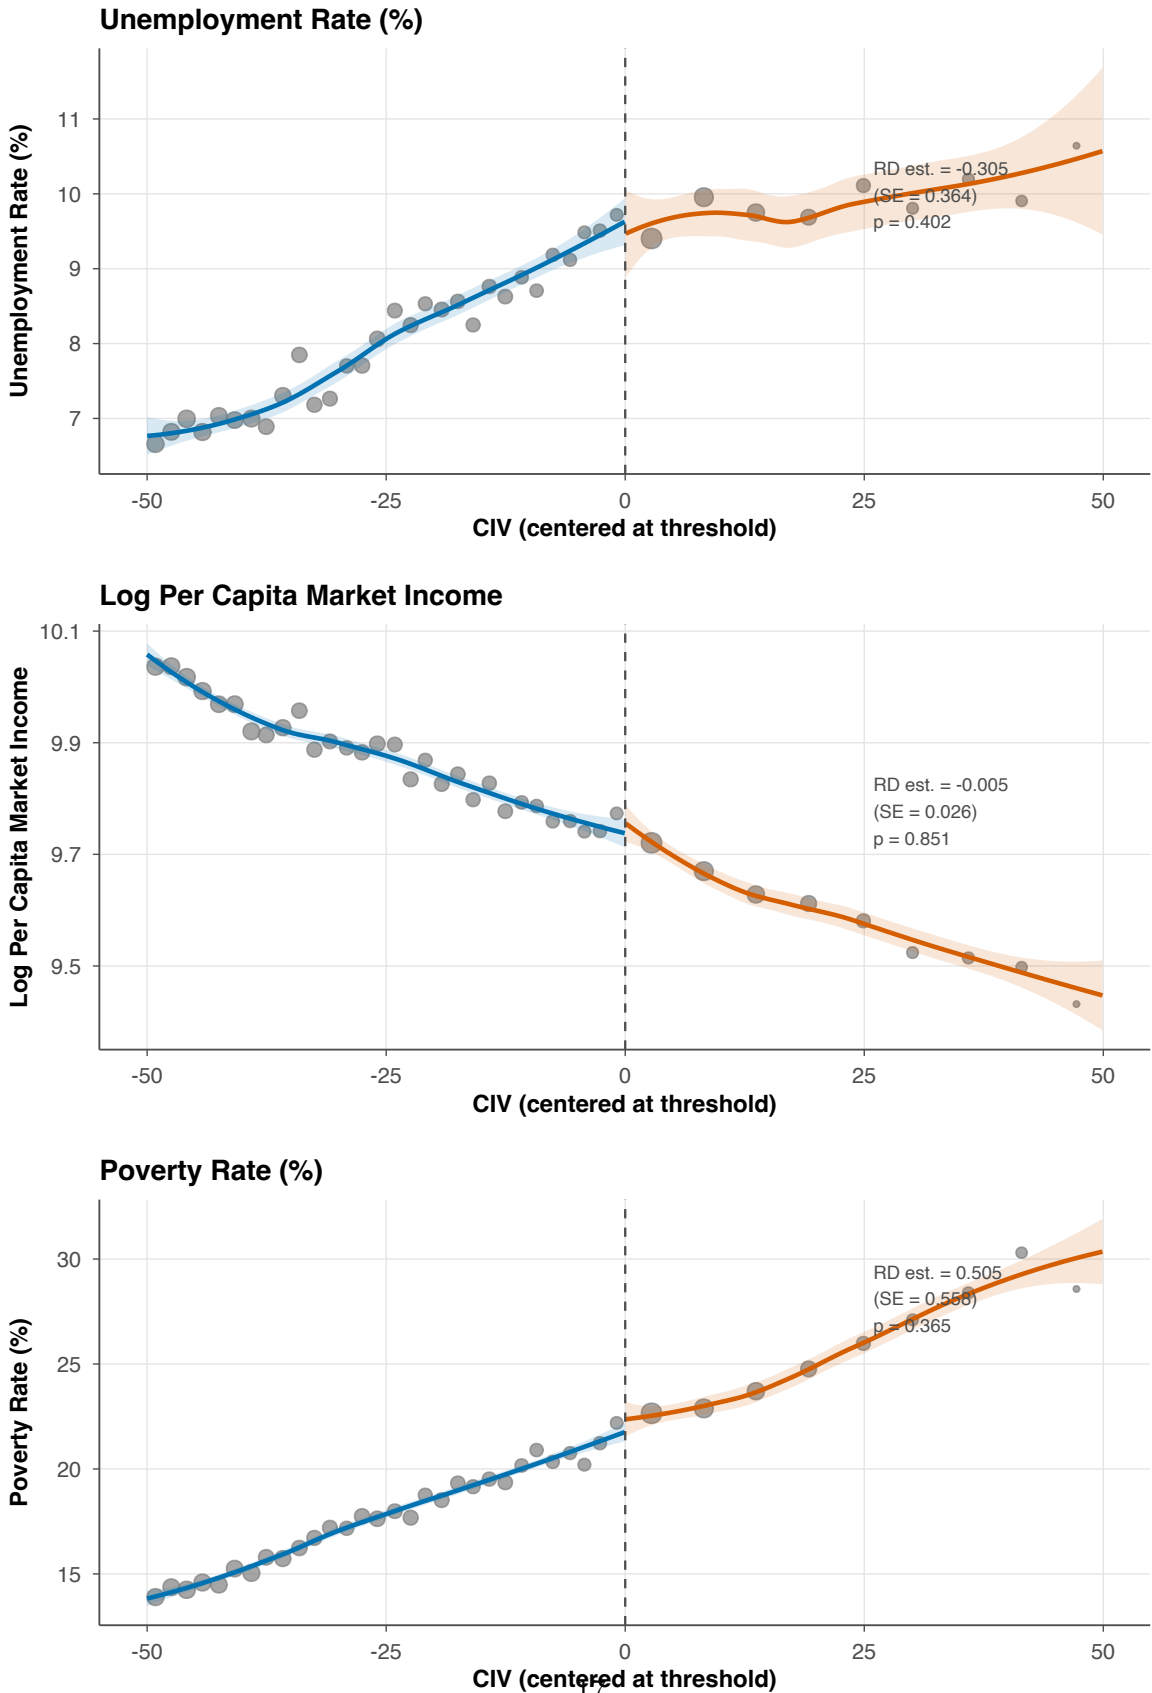 Unemployment Rate (%)
Unemployment Rate (%)
11
10
9
8
7
RD est. = -0.305
(SE = 0.364)
p = 0.402
-50 -25 0 25 50
CIV (centered at threshold)
Log Per Capita Market Income
Log Per Capita Market Income
10.1
9.9
9.7
9.5
RD est. = -0.005
(SE = 0.026)
p = 0.851
-50 -25 0 25 50
CIV (centered at threshold)
Poverty Rate (%)
Poverty Rate (%)
30
25
20
15
RD est. = 0.505
(SE = 0.558)
p = 0.365
-50 -25 0 25 50
CIV (centered at threshold)
17